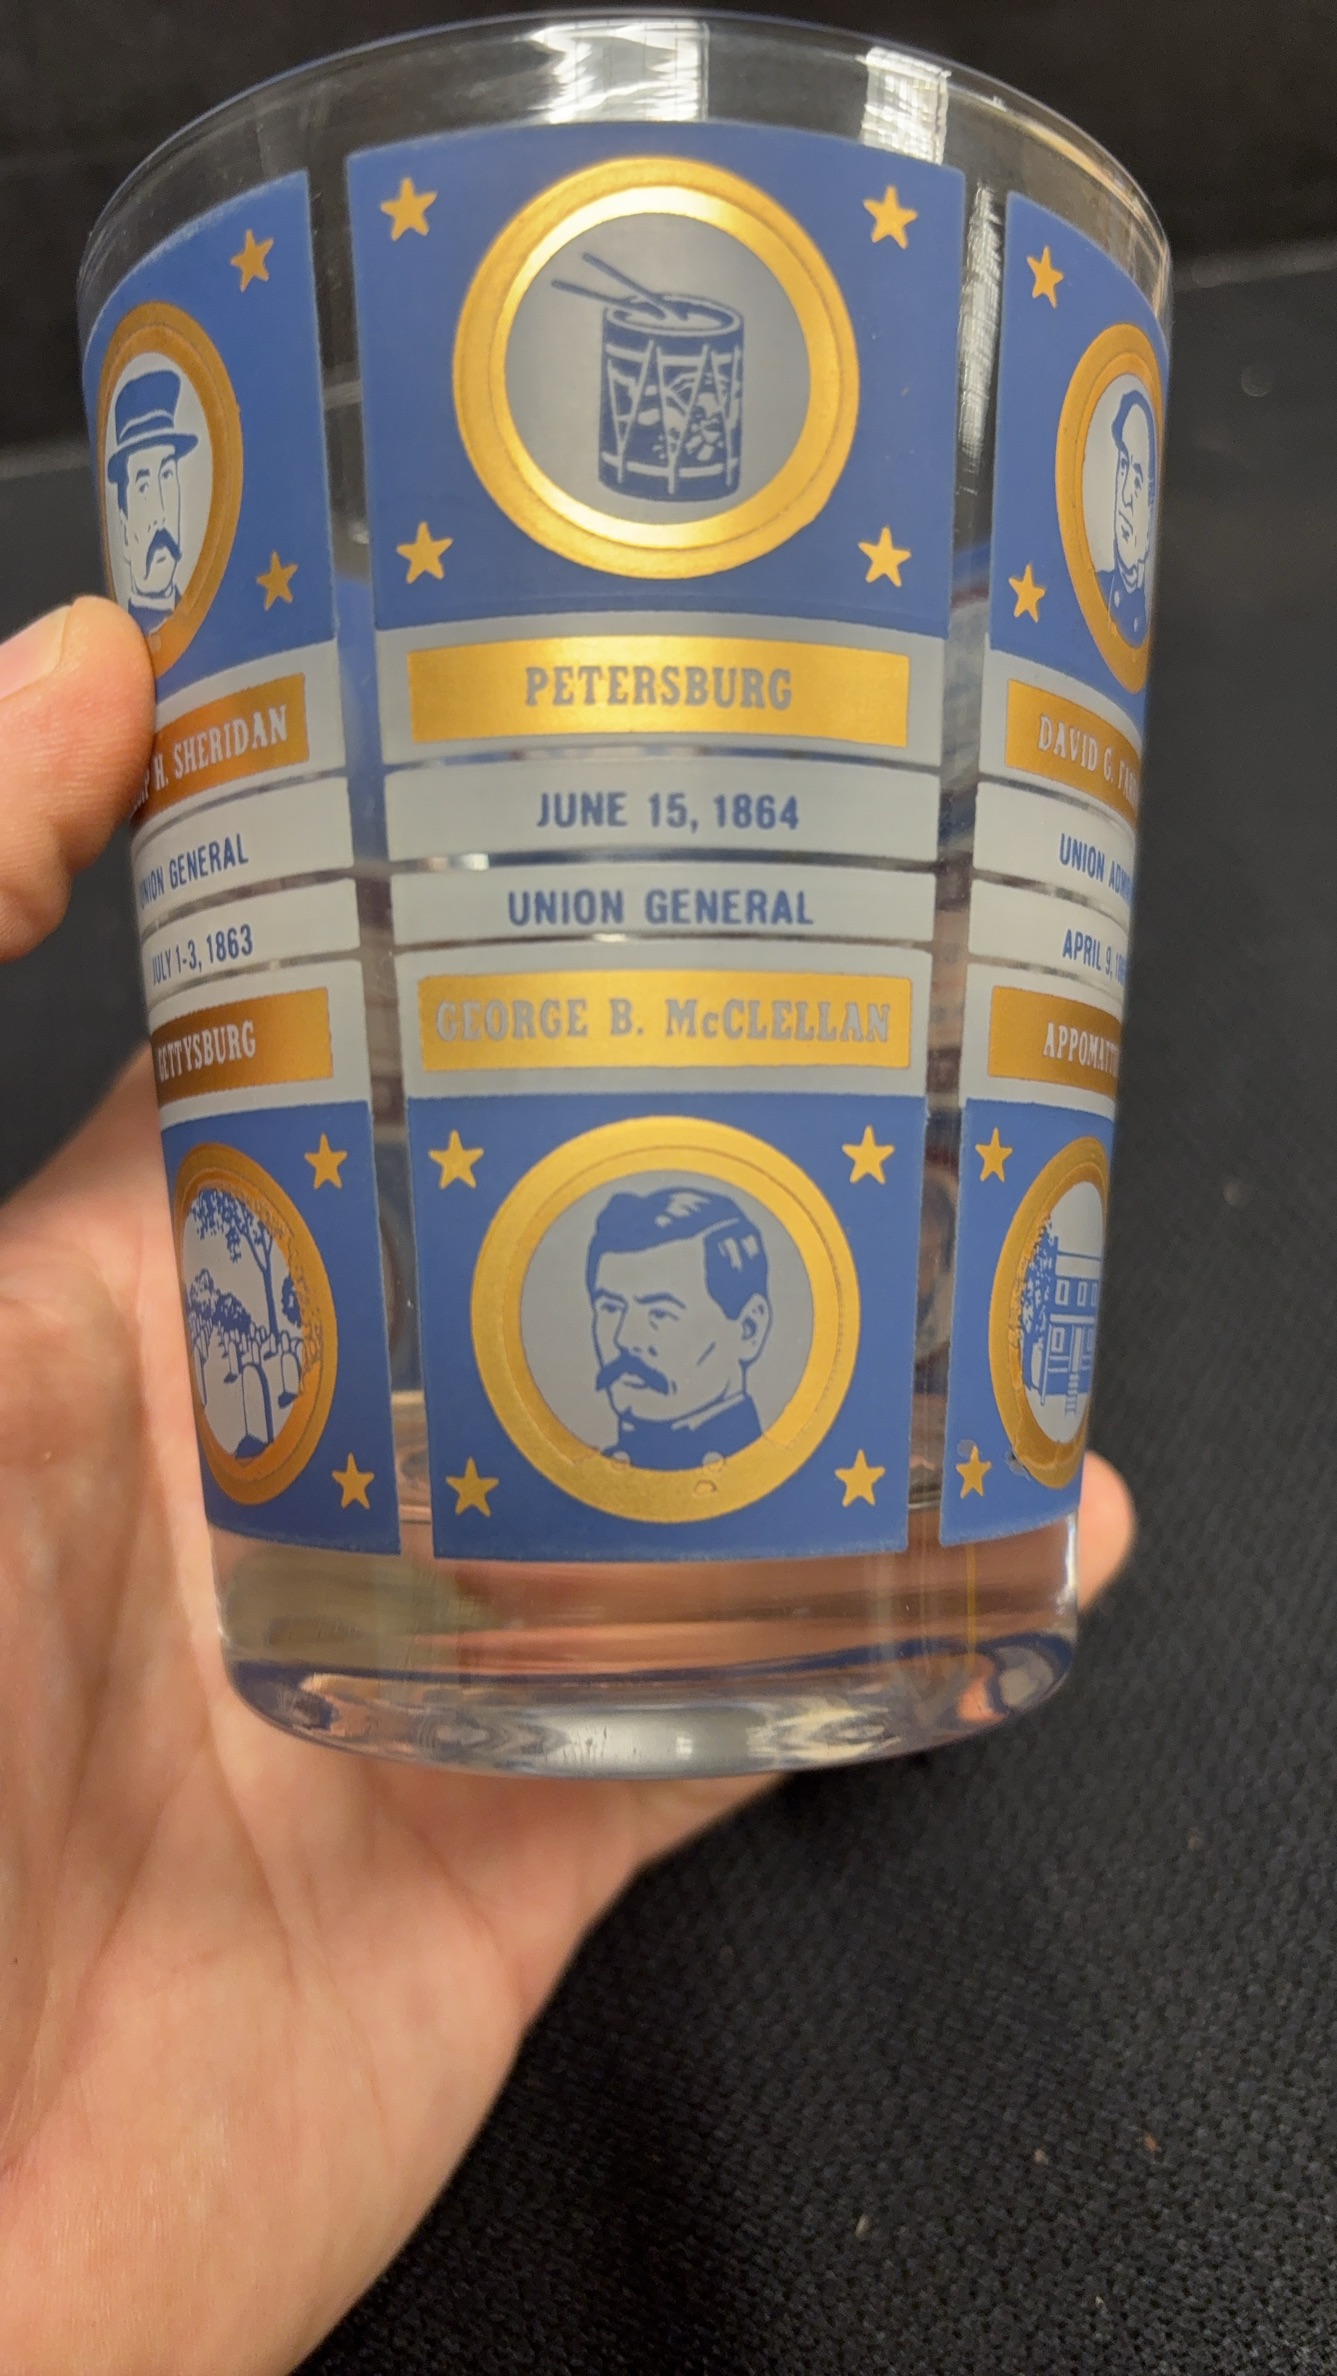 H. SHERIDAN
UNION GENERAL
JULY 1-3, 1863
GETTYSBURG
PETERSBURG
JUNE 15, 1864
UNION GENERAL
GEORGE B. McCLELLAN
DAVID G.
UNION
APRIL 9,